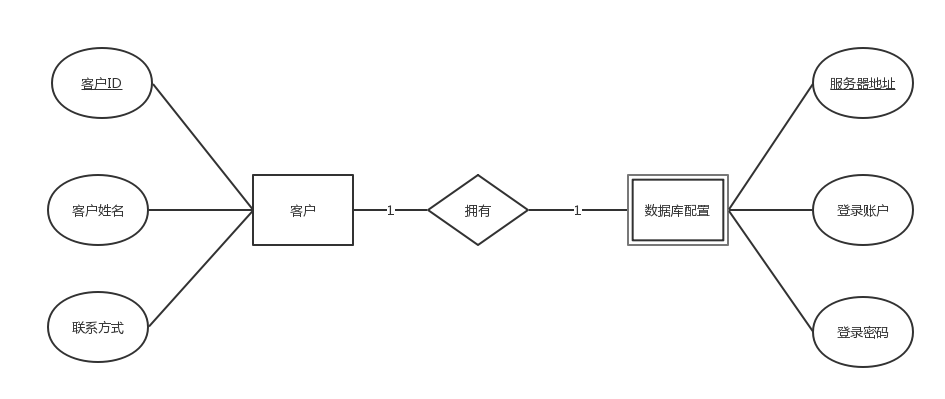 客户ID
服务器地址
客户姓名
客户
1
拥有
1
数据库配置
登录账户
联系方式
登录密码